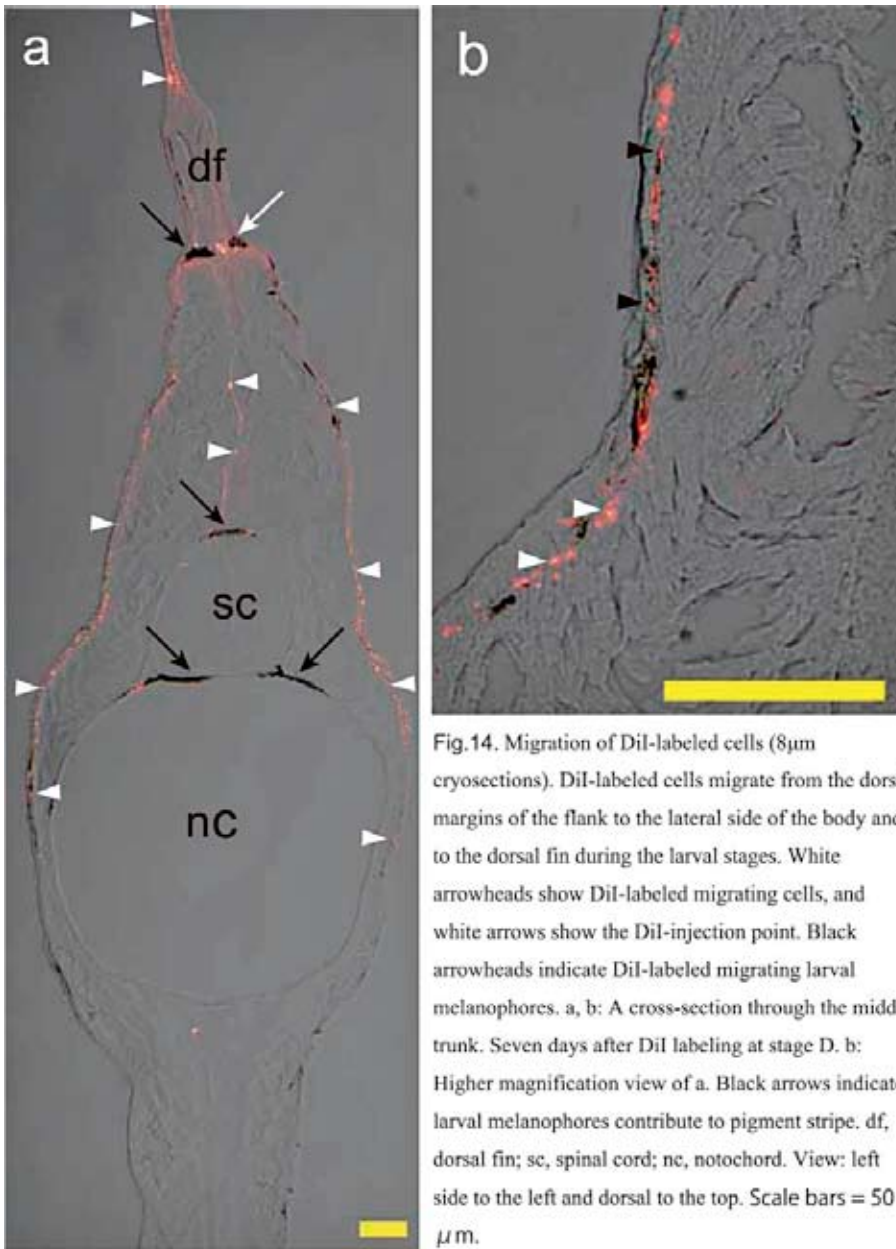 a
b
df
sc
nc
Fig.14. Migration of DiI-labeled cells (8μm
cryosections). DiI-labeled cells migrate from the
margins of the flank to the lateral side of the body
to the dorsal fin during the larval stages. White
arrowheads show DiI-labeled migrating cells, and
white arrows show the DiI-injection point. Black
arrowheads indicate DiI-labeled migrating larval
melanophores. a, b: A cross-section through the
trunk. Seven days after DiI labeling at stage D. b:
Higher magnification view of a. Black arrows
larval melanophores contribute to pigment stripe. df,
dorsal fin; sc, spinal cord; nc, notochord. View: left
side to the left and dorsal to the top. Scale bars = 50
μm.